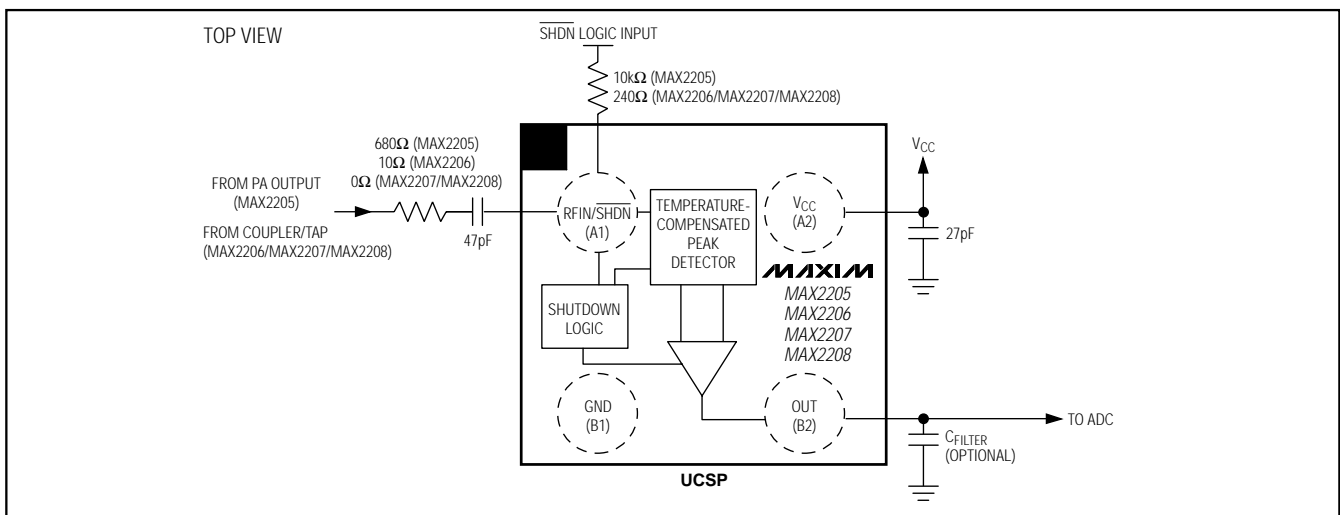 TOP VIEW
SHDN LOGIC INPUT
10kΩ (MAX2205)
240Ω (MAX2206/MAX2207/MAX2208)
680Ω (MAX2205)
10Ω (MAX2206)
0Ω (MAX2207/MAX2208)
FROM PA OUTPUT
(MAX2205)
FROM COUPLER/TAP
(MAX2206/MAX2207/MAX2208)
47pF
RFIN/SHDN
(A1)
TEMPERATURE-
COMPENSATED
PEAK
DETECTOR
VCC
(A2)
VCC
27pF
MAXIM
MAX2205
MAX2206
MAX2207
MAX2208
SHUTDOWN
LOGIC
GND
(B1)
OUT
(B2)
TO ADC
CFILTER
(OPTIONAL)
UCSP